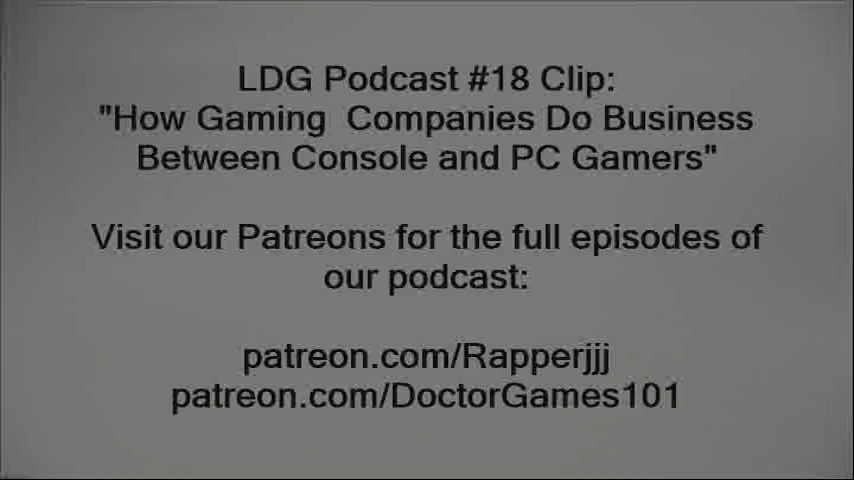 LDG Podcast #18 Clip:
"How Gaming  Companies Do Business
Between Console and PC Gamers"
Visit our Patreons for the full episodes of
our podcast:
patreon.com/Rapperjjj
patreon.com/DoctorGames101